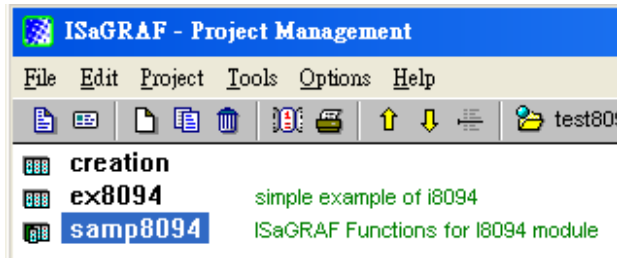 ISaGRAF - Project Management
File Edit Project Tools Options Help
test809
creation
ex8094 simple example of i8094
samp8094 ISaGRAF Functions for I8094 module